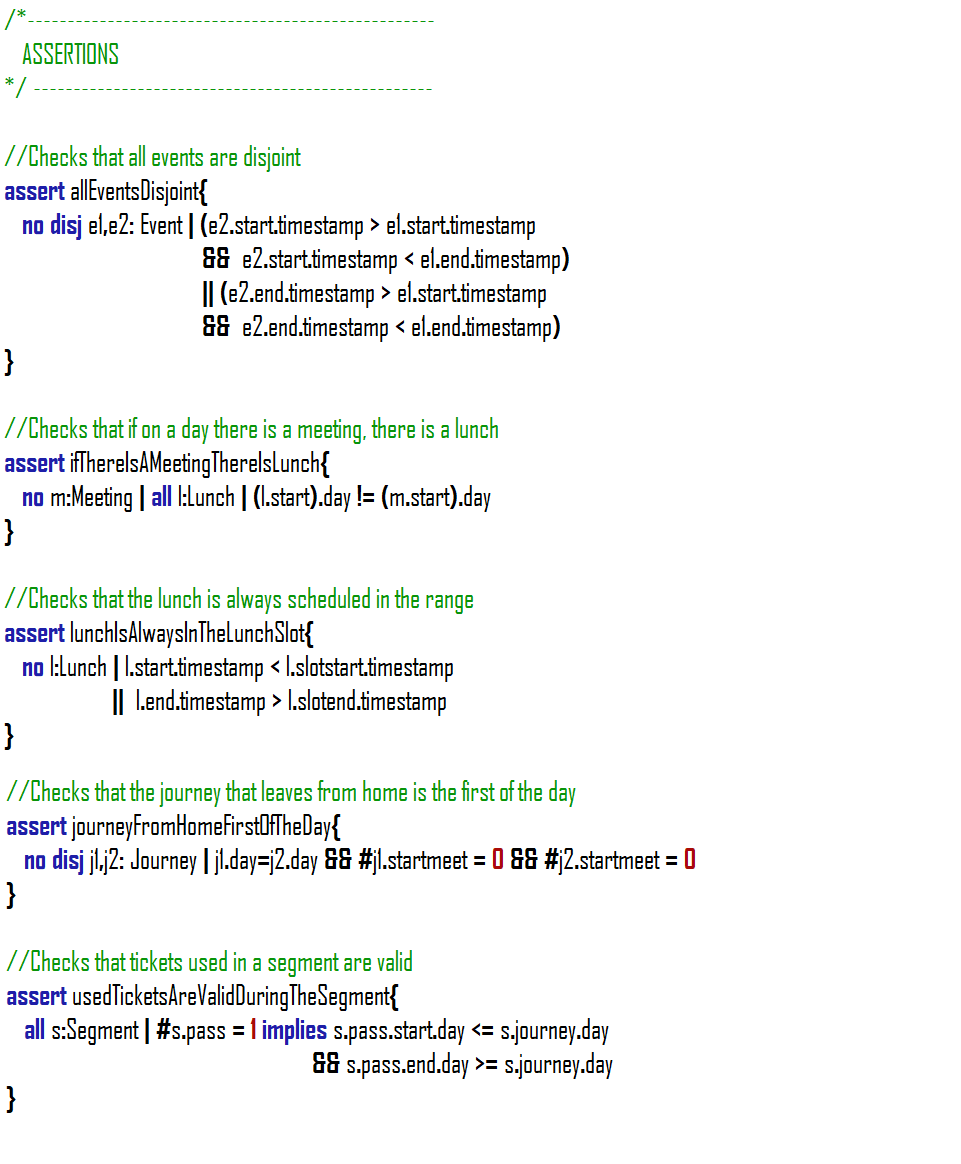 /*---------------------------------------------------
ASSERTIONS
*/ --------------------------------------------------
//Checks that all events are disjoint
assert allEventsDisjoint{
no disj e1,e2: Event | (e2.start.timestamp > e1.start.timestamp
&& e2.start.timestamp < e1.end.timestamp)
|| (e2.end.timestamp > e1.start.timestamp
&& e2.end.timestamp < e1.end.timestamp)
}
//Checks that if on a day there is a meeting, there is a lunch
assert ifThereIsAMeetingThereIsLunch{
no m:Meeting | all l:Lunch | (l.start).day != (m.start).day
}
//Checks that the lunch is always scheduled in the range
assert lunchIsAlwaysInTheLunchSlot{
no l:Lunch | l.start.timestamp < l.slotstart.timestamp
|| l.end.timestamp > l.slotend.timestamp
}
//Checks that the journey that leaves from home is the first of the day
assert journeyFromHomeFirstOfTheDay{
no disj j1,j2: Journey | j1.day=j2.day && #j1.startmeet = 0 && #j2.startmeet = 0
}
//Checks that tickets used in a segment are valid
assert usedTicketsAreValidDuringTheSegment{
all s:Segment | #s.pass = 1 implies s.pass.start.day <= s.journey.day
&& s.pass.end.day >= s.journey.day
}